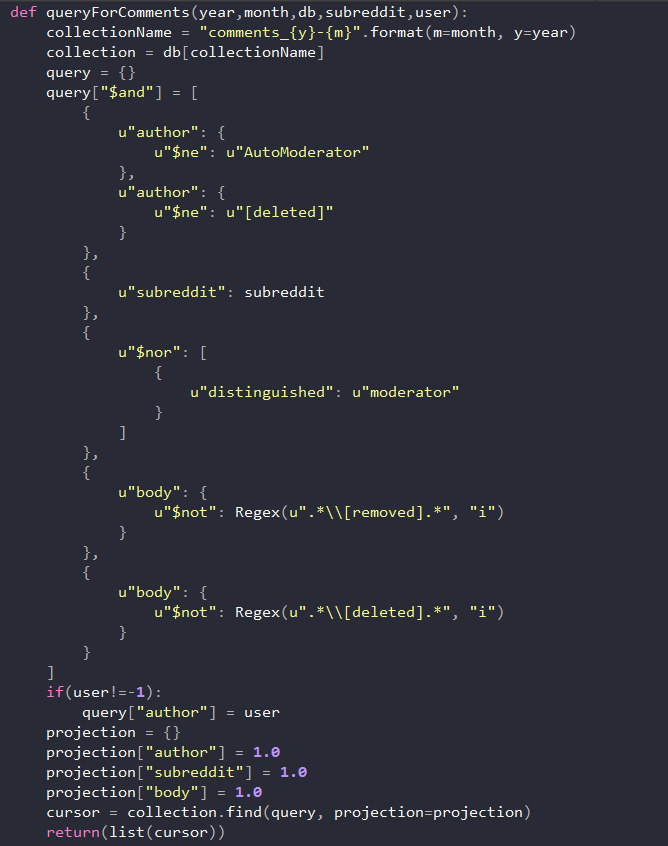 def queryForComments(year,month,db,subreddit,user):
    collectionName = "comments_{y}-{m}".format(m=month, y=year)
    collection = db[collectionName]
    query = {}
    query["$and"] = [
        {
            u"author": {
                u"$ne": u"AutoModerator"
            },
            u"author": {
                u"$ne": u"[deleted]"
            }
        },
        {
            u"subreddit": subreddit
        },
        {
            u"$nor": [
                {
                    u"distinguished": u"moderator"
                }
            ]
        },
        {
            u"body": {
                u"$not": Regex(u".*\\[removed].*", "i")
            }
        },
        {
            u"body": {
                u"$not": Regex(u".*\\[deleted].*", "i")
            }
        }
    ]
    if(user!=-1):
        query["author"] = user
    projection = {}
    projection["author"] = 1.0
    projection["subreddit"] = 1.0
    projection["body"] = 1.0
    cursor = collection.find(query, projection=projection)
    return(list(cursor))